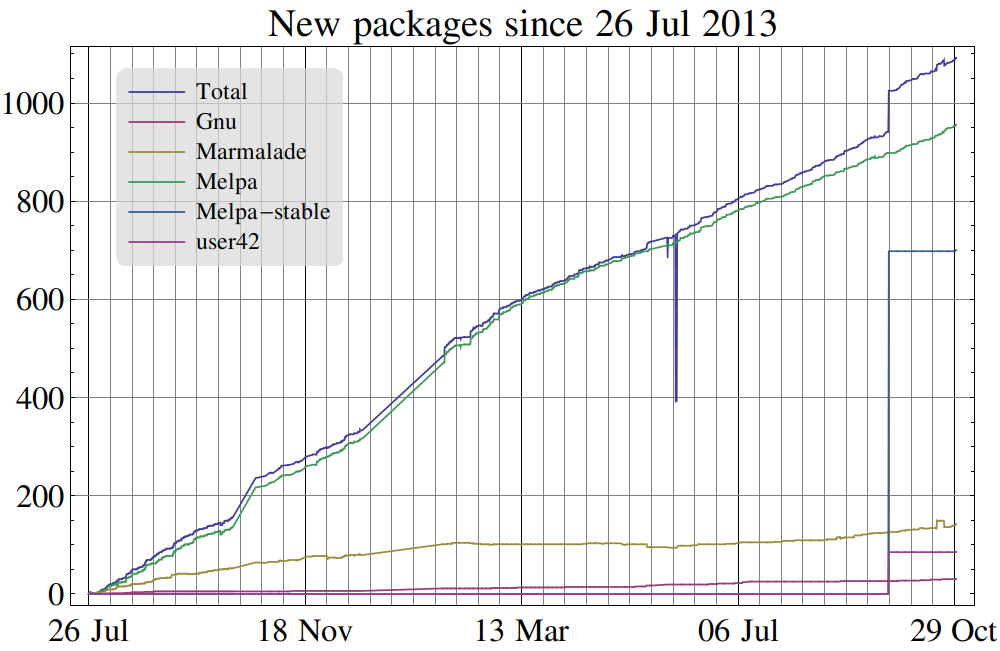 New packages since 26 Jul 2013
1000
800
600
400
200
0
Total
Gnu
Marmalade
Melpa
Melpa-stable
user42
26 Jul 18 Nov 13 Mar 06 Jul 29 Oct